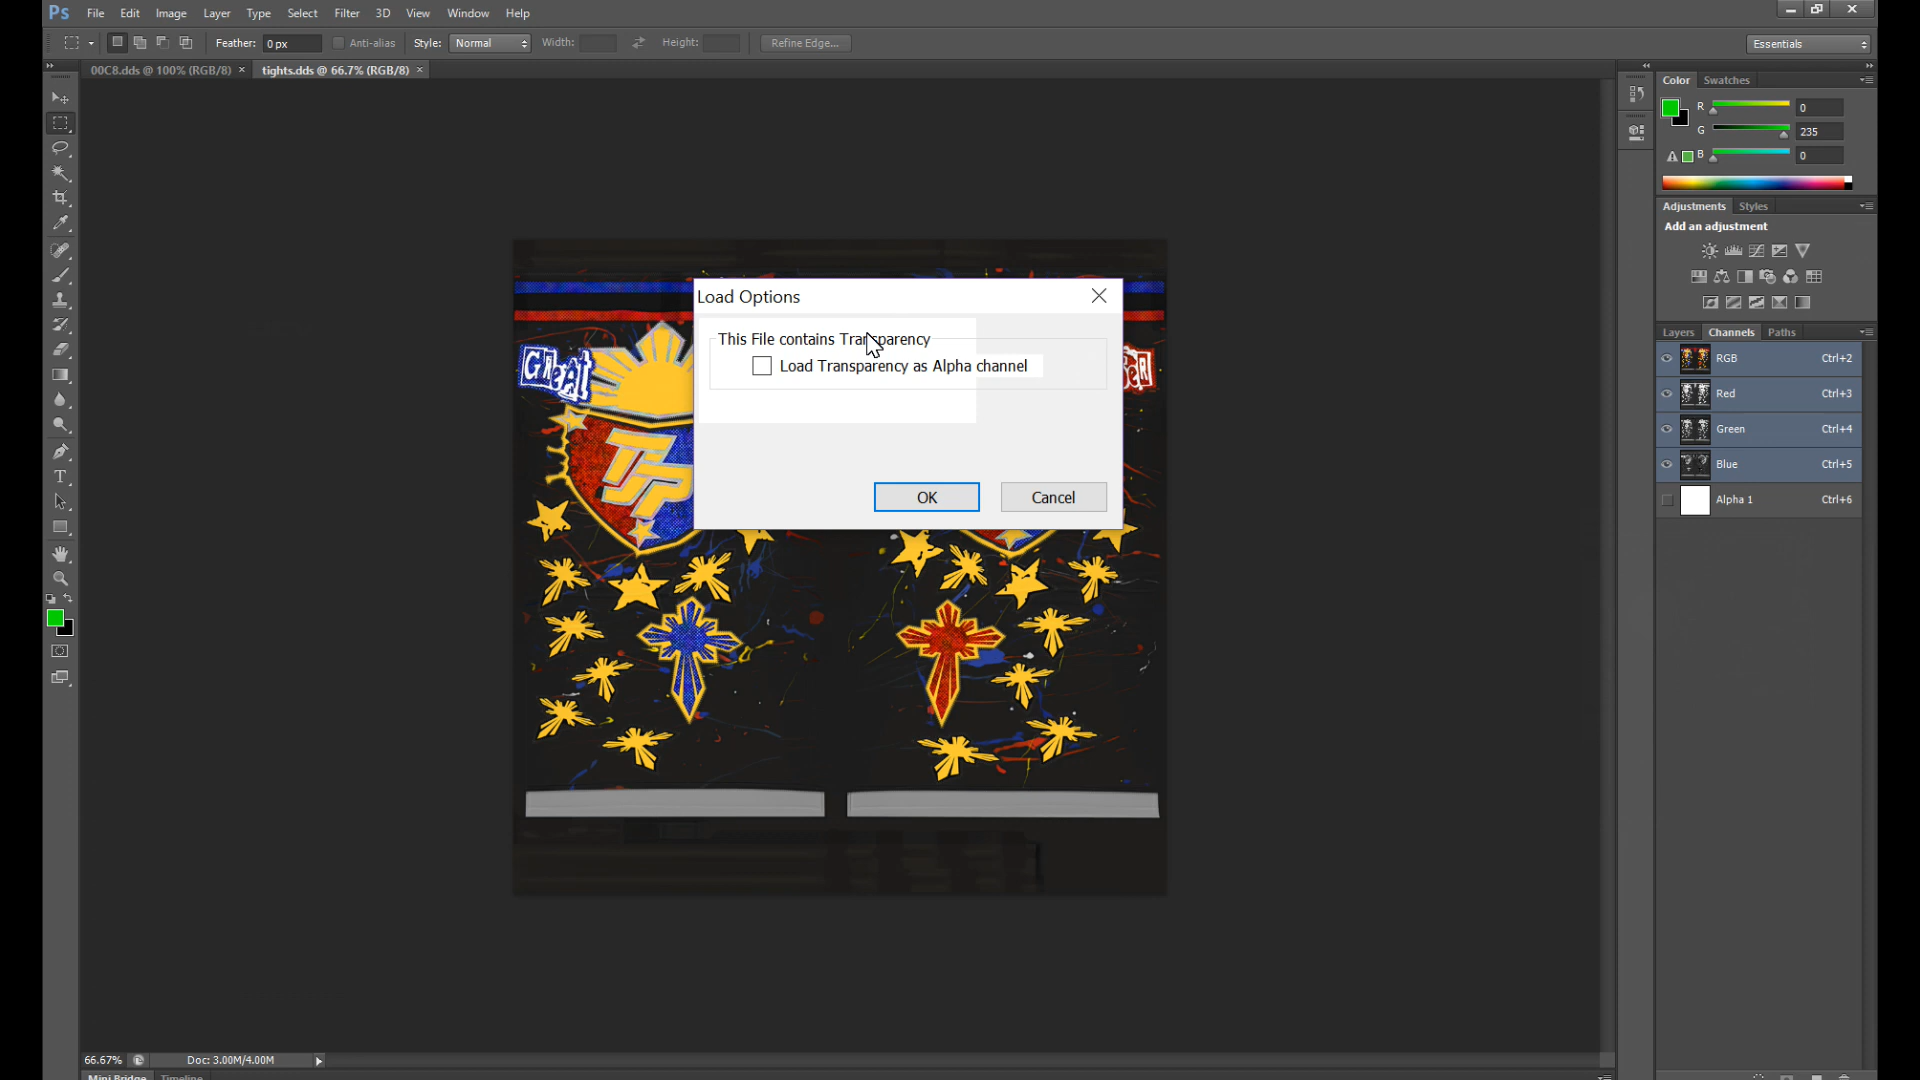 Ps File Edit Image Layer Type Select Filter 3D View Window Help
Feather: 0 px Anti-alias Style: Normal Width: Height: Refine Edge... Essentials
00C8.dds @ 100% (RGB/8) × tights.dds @ 66.7% (RGB/8) ×
Color Swatches
R 0
G 235
B 0
Adjustments Styles
Add an adjustment
Layers Channels Paths
RGB Ctrl+2
Red Ctrl+3
Green Ctrl+4
Blue Ctrl+5
Alpha 1 Ctrl+6
Load Options
This File contains Transparency
Load Transparency as Alpha channel
OK Cancel
GREAT
TP
66.67% Doc: 3.00M/4.00M
Mini Bridge Timeline